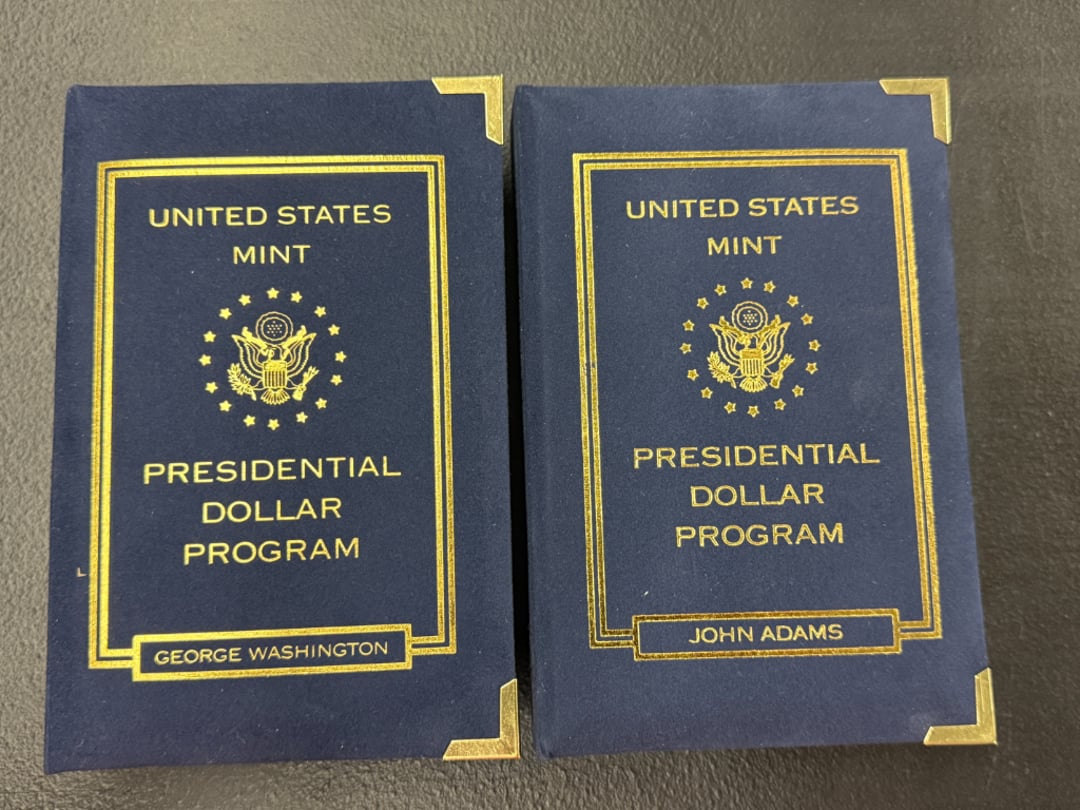 UNITED STATES
MINT
PRESIDENTIAL
DOLLAR
PROGRAM
GEORGE WASHINGTON
UNITED STATES
MINT
PRESIDENTIAL
DOLLAR
PROGRAM
JOHN ADAMS